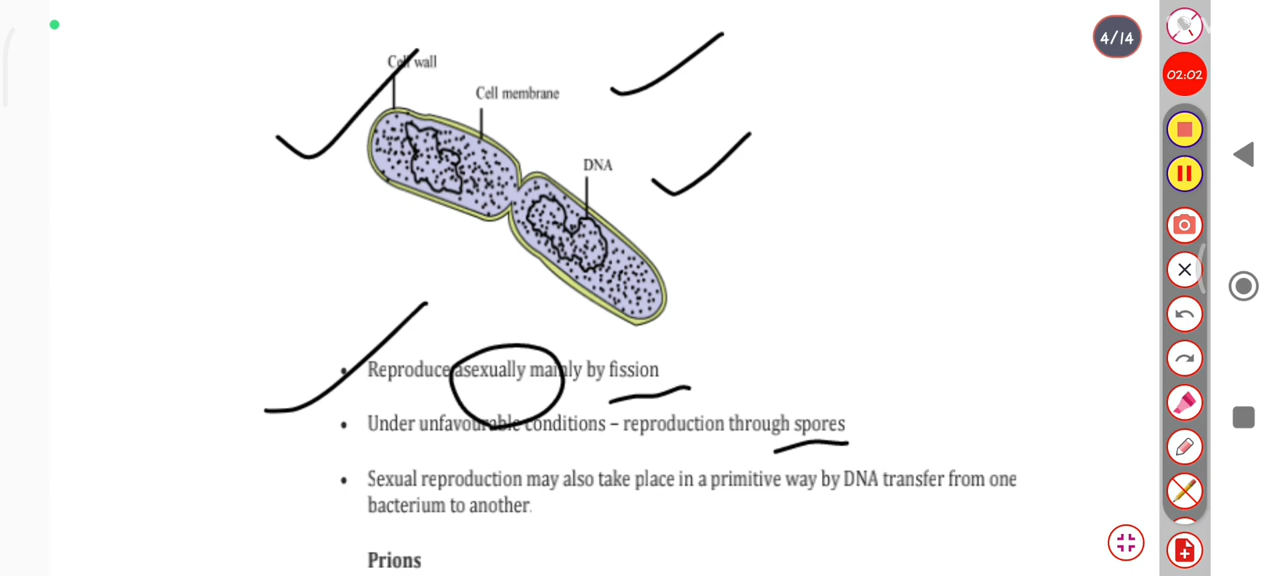 4/14
02:02
Cell wall
Cell membrane
DNA
• Reproduce asexually mainly by fission
• Under unfavourable conditions – reproduction through spores
• Sexual reproduction may also take place in a primitive way by DNA transfer from one
bacterium to another.
Prions